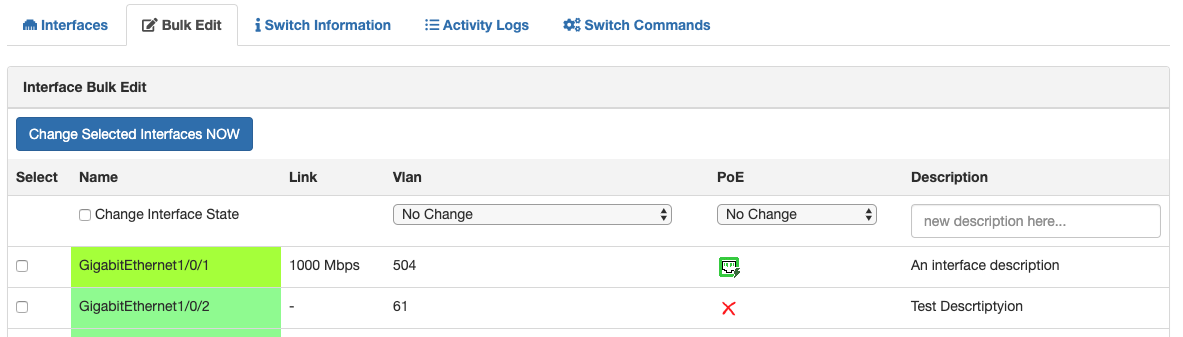 Interfaces Bulk Edit Switch Information Activity Logs Switch Commands
Interface Bulk Edit
Change Selected Interfaces NOW
Select Name Link Vlan PoE Description
Change Interface State No Change No Change new description here...
GigabitEthernet1/0/1 1000 Mbps 504 An interface description
GigabitEthernet1/0/2 - 61 Test Descrtiptyion